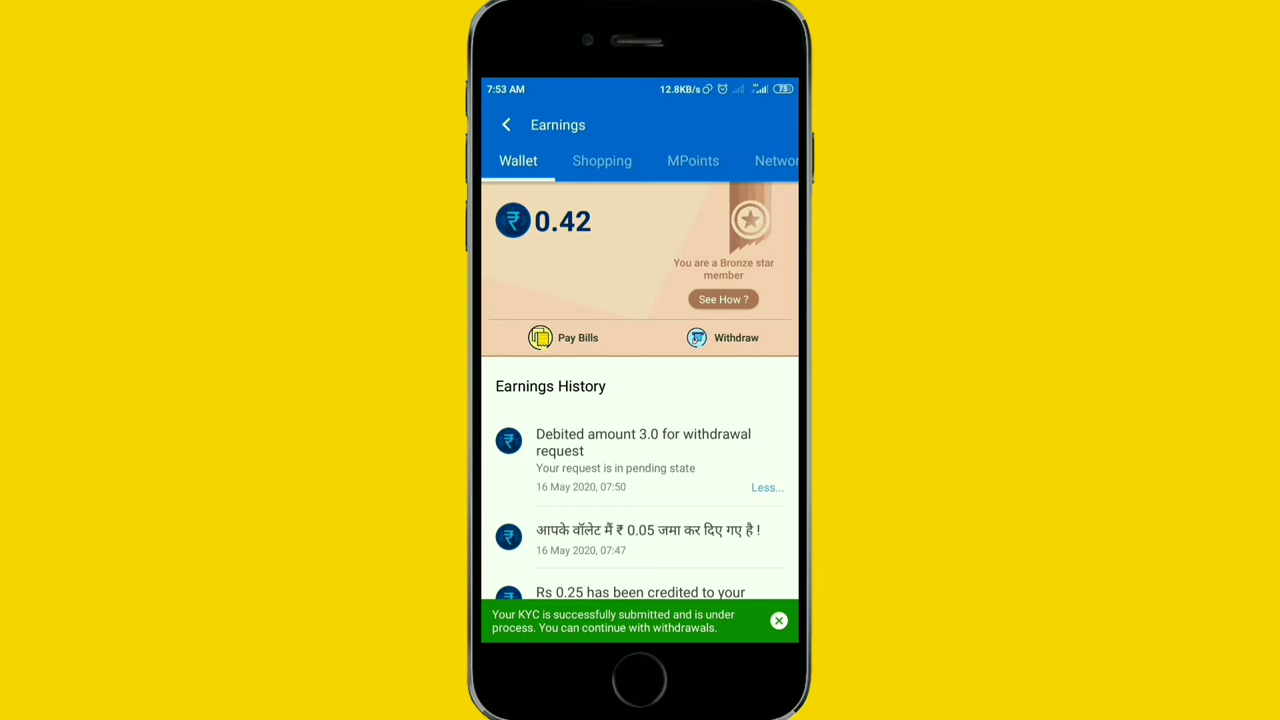 7:53 AM
12.8KB/s
73
Earnings
Wallet
Shopping
MPoints
Networ
₹ 0.42
You are a Bronze star
member
See How ?
Pay Bills
Withdraw
Earnings History
Debited amount 3.0 for withdrawal
request
Your request is in pending state
16 May 2020, 07:50
Less...
आपके वॉलेट मैं ₹ 0.05 जमा कर दिए गए है !
16 May 2020, 07:47
Rs 0.25 has been credited to your
Your KYC is successfully submitted and is under
process. You can continue with withdrawals.